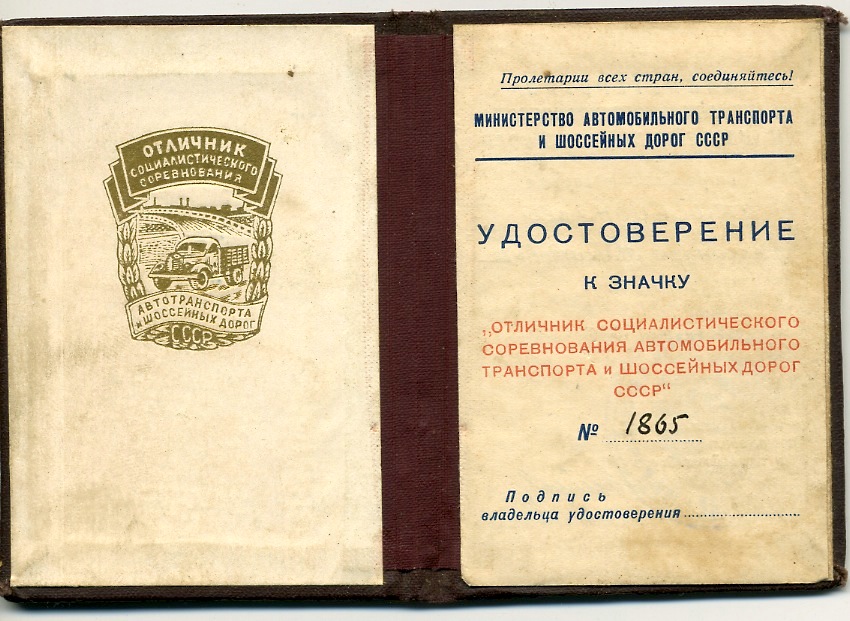 ОТЛИЧНИК
СОЦИАЛИСТИЧЕСКОГО
СОРЕВНОВАНИЯ
АВТОТРАНСПОРТА
и ШОССЕЙНЫХ ДОРОГ
СССР
Пролетарии всех стран, соединяйтесь!
МИНИСТЕРСТВО АВТОМОБИЛЬНОГО ТРАНСПОРТА
И ШОССЕЙНЫХ ДОРОГ СССР
УДОСТОВЕРЕНИЕ
К ЗНАЧКУ
„ОТЛИЧНИК СОЦИАЛИСТИЧЕСКОГО
СОРЕВНОВАНИЯ АВТОМОБИЛЬНОГО
ТРАНСПОРТА и ШОССЕЙНЫХ ДОРОГ
СССР“
№ 1865
Подпись
владельца удостоверения